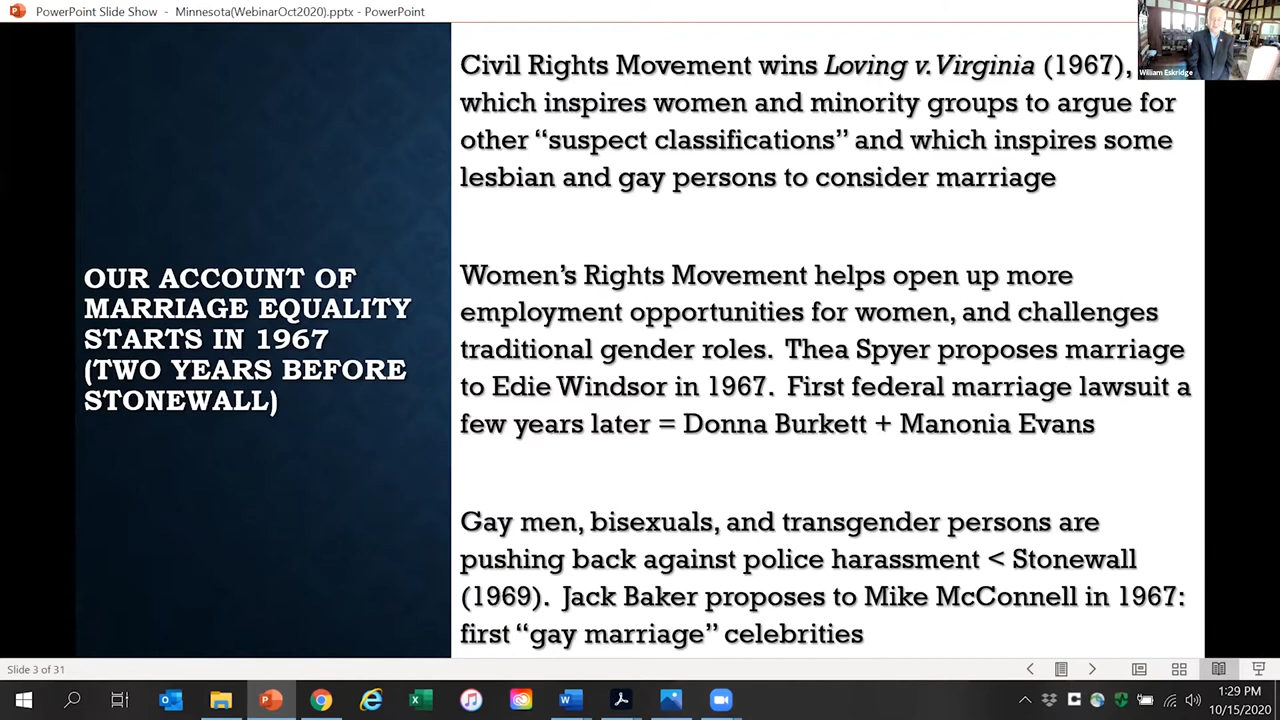 PowerPoint Slide Show - Minnesota(WebinarOct2020).pptx - PowerPoint
William Eskridge
OUR ACCOUNT OF
MARRIAGE EQUALITY
STARTS IN 1967
(TWO YEARS BEFORE
STONEWALL)
Civil Rights Movement wins Loving v. Virginia (1967),
which inspires women and minority groups to argue for
other “suspect classifications” and which inspires some
lesbian and gay persons to consider marriage
Women’s Rights Movement helps open up more
employment opportunities for women, and challenges
traditional gender roles. Thea Spyer proposes marriage
to Edie Windsor in 1967. First federal marriage lawsuit a
few years later = Donna Burkett + Manonia Evans
Gay men, bisexuals, and transgender persons are
pushing back against police harassment < Stonewall
(1969). Jack Baker proposes to Mike McConnell in 1967:
first “gay marriage” celebrities
Slide 3 of 31
1:29 PM
10/15/2020